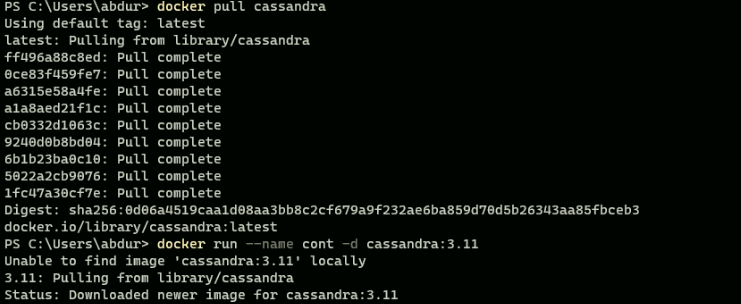 PS C:\Users\abdur> docker pull cassandra
Using default tag: latest
latest: Pulling from library/cassandra
ff496a88c8ed: Pull complete
0ce83f459fe7: Pull complete
a6315e58a4fe: Pull complete
a1a8aed21f1c: Pull complete
cb0332d1063c: Pull complete
9240d0b8bd04: Pull complete
6b1b23ba0c10: Pull complete
5022a2cb9076: Pull complete
1fc47a30cf7e: Pull complete
Digest: sha256:0d06a4519caa1d08aa3bb8c2cf679a9f232ae6ba859d70d5b26343aa85fbceb3
docker.io/library/cassandra:latest
PS C:\Users\abdur> docker run --name cont -d cassandra:3.11
Unable to find image 'cassandra:3.11' locally
3.11: Pulling from library/cassandra
Status: Downloaded newer image for cassandra:3.11